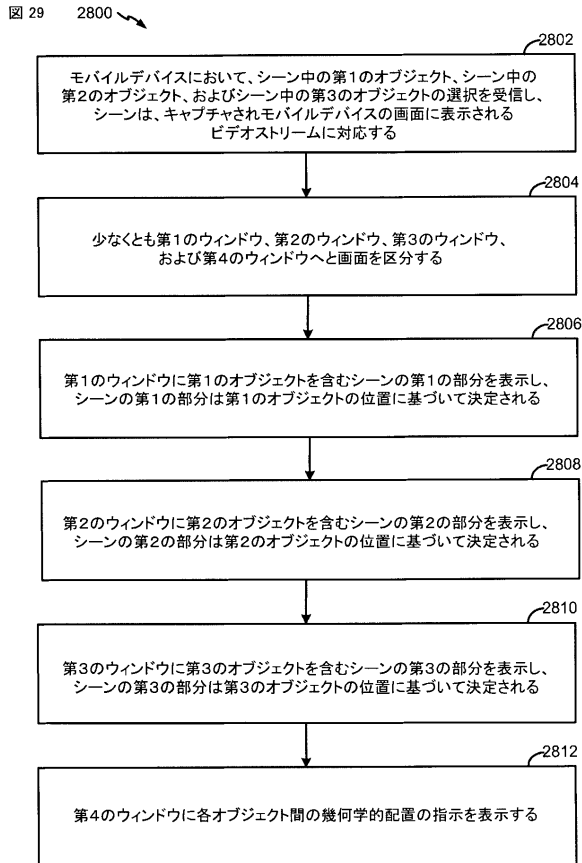 図 29 2800
2802
モバイルデバイスにおいて、シーン中の第1のオブジェクト、シーン中の
第2のオブジェクト、およびシーン中の第3のオブジェクトの選択を受信し、
シーンは、キャプチャされモバイルデバイスの画面に表示される
ビデオストリームに対応する
2804
少なくとも第1のウィンドウ、第2のウィンドウ、第3のウィンドウ、
および第4のウィンドウへと画面を区分する
2806
第1のウィンドウに第1のオブジェクトを含むシーンの第1の部分を表示し、
シーンの第1の部分は第1のオブジェクトの位置に基づいて決定される
2808
第2のウィンドウに第2のオブジェクトを含むシーンの第2の部分を表示し、
シーンの第2の部分は第2のオブジェクトの位置に基づいて決定される
2810
第3のウィンドウに第3のオブジェクトを含むシーンの第3の部分を表示し、
シーンの第3の部分は第3のオブジェクトの位置に基づいて決定される
2812
第4のウィンドウに各オブジェクト間の幾何学的配置の指示を表示する